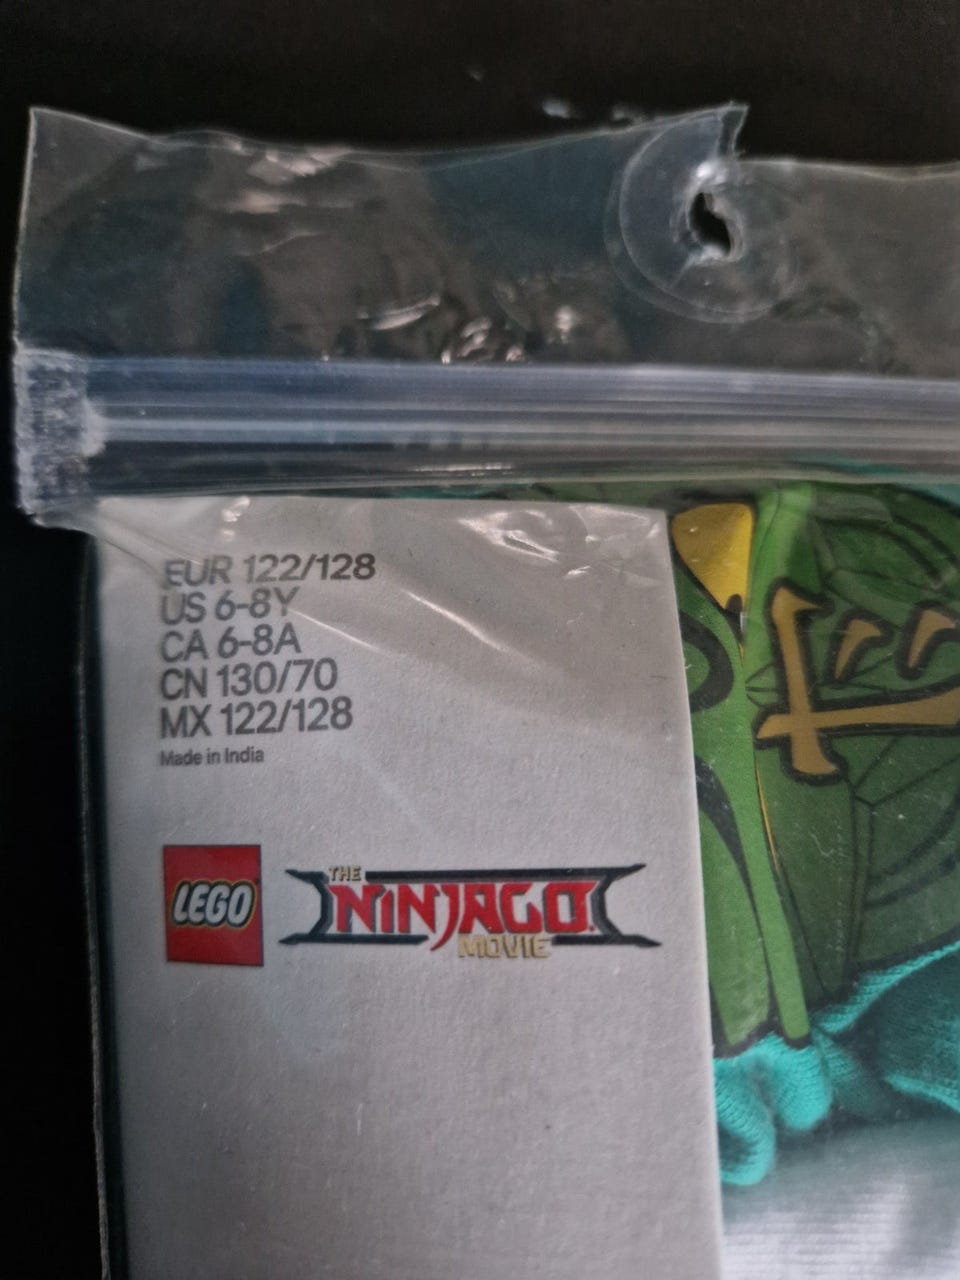 EUR 122/128
US 6-8Y
CA 6-8A
CN 130/70
MX 122/128
Made in India
LEGO
THE
NINJAGO
MOVIE